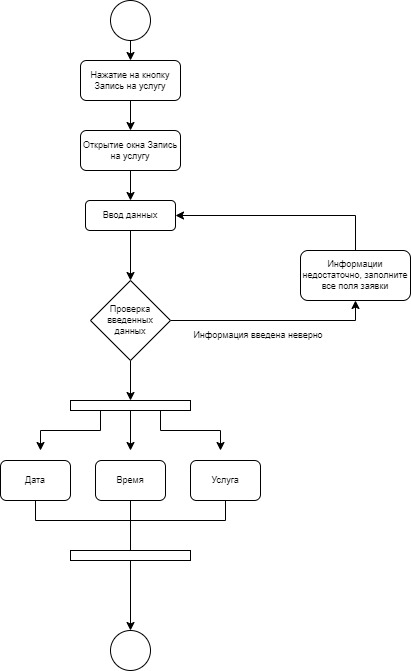 Нажатие на кнопку
Запись на услугу
Открытие окна Запись
на услугу
Ввод данных
Информации
недостаточно, заполните
все поля заявки
Проверка
введенных
данных
Информация введена неверно
Дата
Время
Услуга